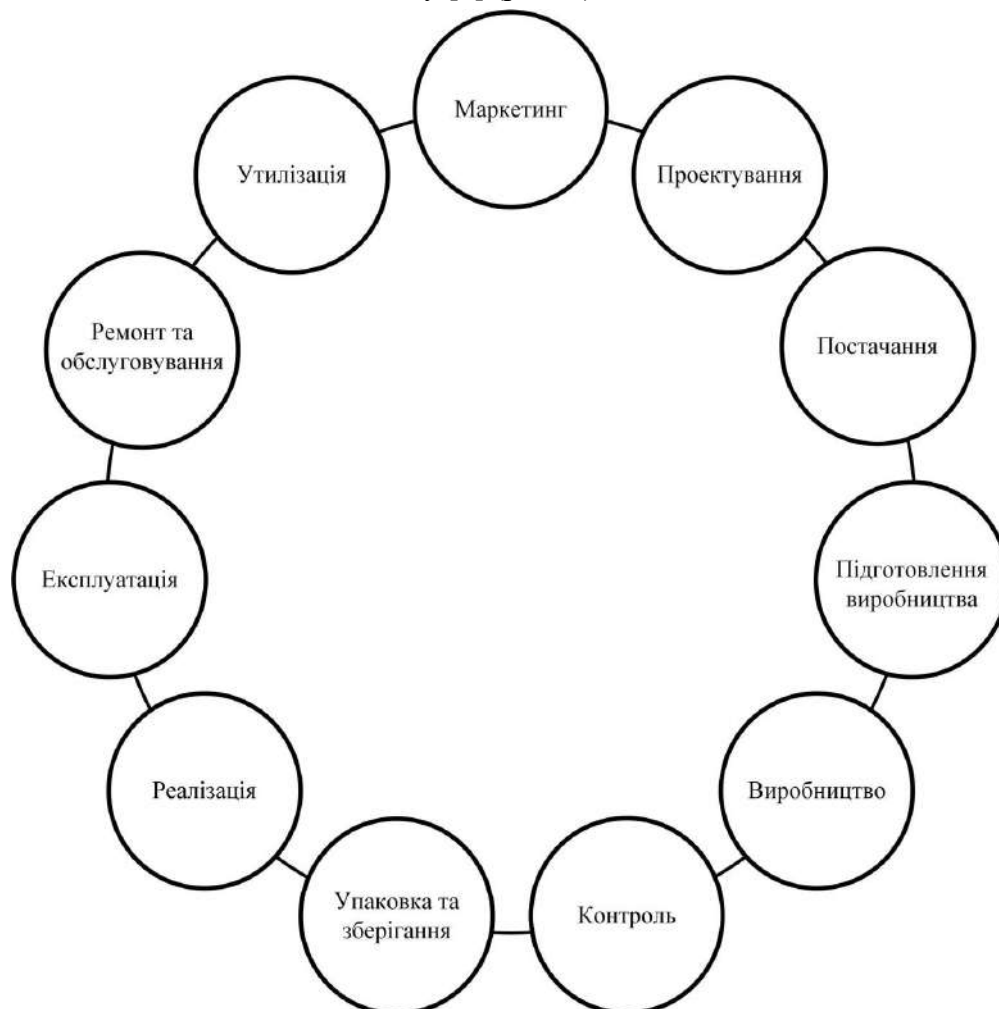 Маркетинг
Проектування
Постачання
Підготовлення
виробництва
Виробництво
Контроль
Упаковка та
зберігання
Реалізація
Експлуатація
Ремонт та
обслуговування
Утилізація